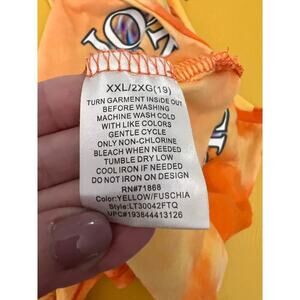 XXL/2XG(19)
TURN GARMENT INSIDE OUT
BEFORE WASHING
MACHINE WASH COLD
WITH LIKE COLORS
GENTLE CYCLE
ONLY NON-CHLORINE
BLEACH WHEN NEEDED
TUMBLE DRY LOW
COOL IRON IF NEEDED
DO NOT IRON ON DESIGN
RN#71868
Color:YELLOW/FUSCHIA
Style:LT30042FTQ
UPC#193844413126